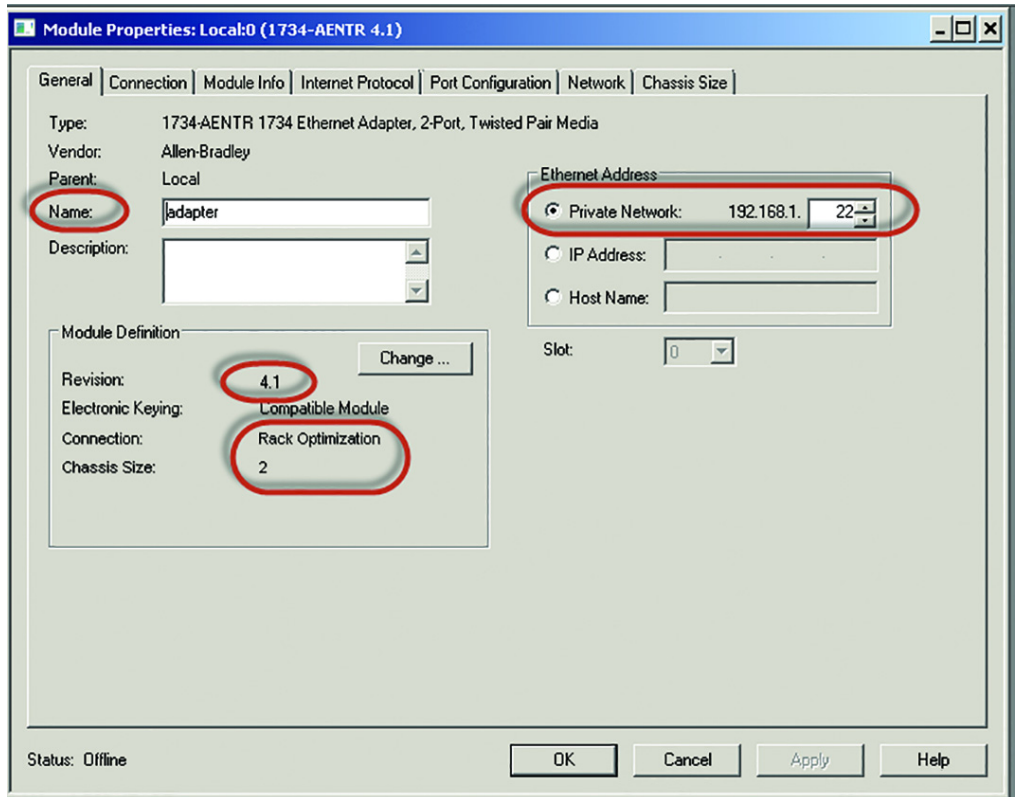 Module Properties: Local:0 (1734-AENTR 4.1)
General Connection Module Info Internet Protocol Port Configuration Network Chassis Size
Type: 1734-AENTR 1734 Ethernet Adapter, 2-Port, Twisted Pair Media
Vendor: Allen-Bradley
Parent: Local
Name: adapter
Description:
Ethernet Address
Private Network: 192.168.1. 22
IP Address: . . .
Host Name:
Slot: 0
Module Definition
Change ...
Revision: 4.1
Electronic Keying: Compatible Module
Connection: Rack Optimization
Chassis Size: 2
Status: Offline
OK Cancel Apply Help